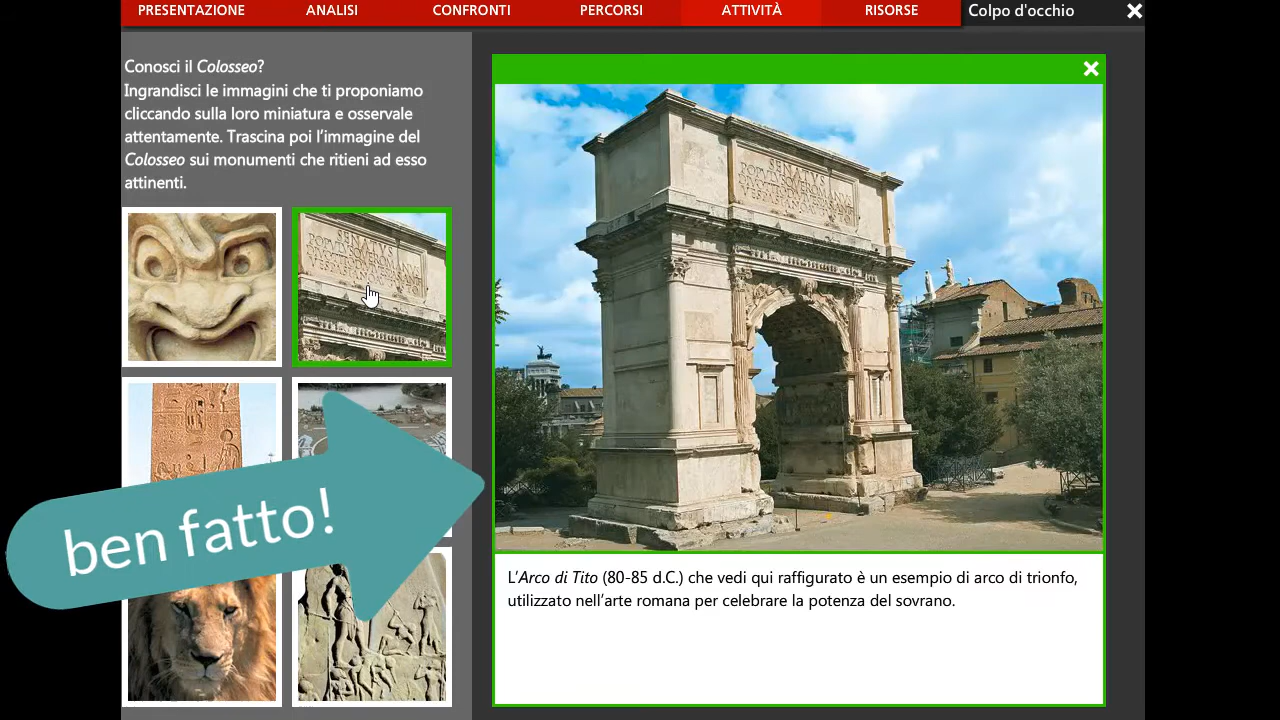 PRESENTAZIONE ANALISI CONFRONTI PERCORSI ATTIVITÀ RISORSE Colpo d'occhio
Conosci il Colosseo?
Ingrandisci le immagini che ti proponiamo
cliccando sulla loro miniatura e osservale
attentamente. Trascina poi l'immagine del
Colosseo sui monumenti che ritieni ad esso
attinenti.
SENATVS
SENATVS
ben fatto!
L'Arco di Tito (80-85 d.C.) che vedi qui raffigurato è un esempio di arco di trionfo,
utilizzato nell'arte romana per celebrare la potenza del sovrano.